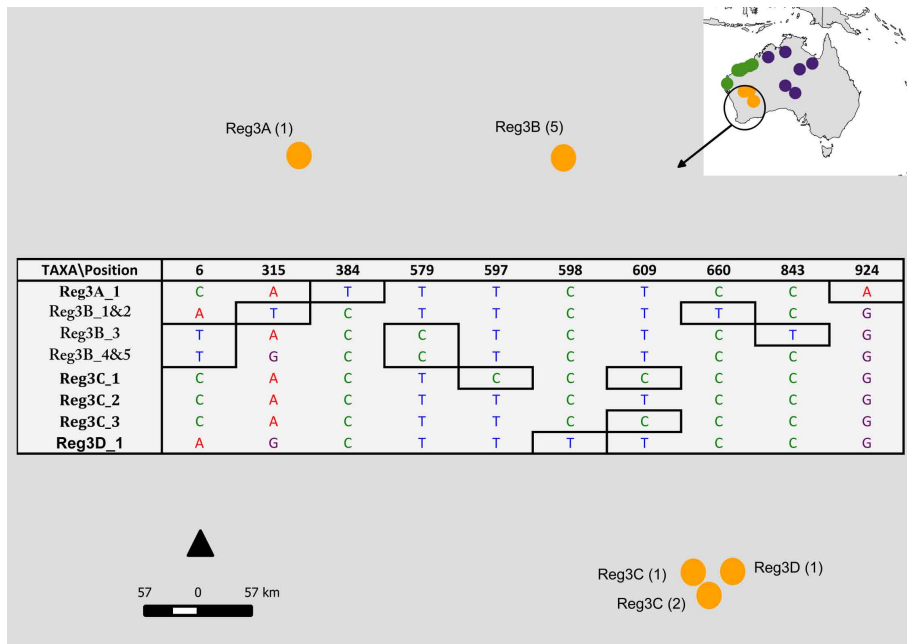 Reg3A (1)
Reg3B (5)
TAXA\Position 6 315 384 579 597 598 609 660 843 924
Reg3A_1 C A T T T C T C C A
Reg3B_1&2 A T C T T C T T C G
Reg3B_3 T A C C T C T C T G
Reg3B_4&5 T G C C T C T C C G
Reg3C_1 C A C T C C C C C G
Reg3C_2 C A C T T C T C C G
Reg3C_3 C A C T T C C C C G
Reg3D_1 A G C T T T T C C G
Reg3C (1)
Reg3D (1)
Reg3C (2)
57 0 57 km